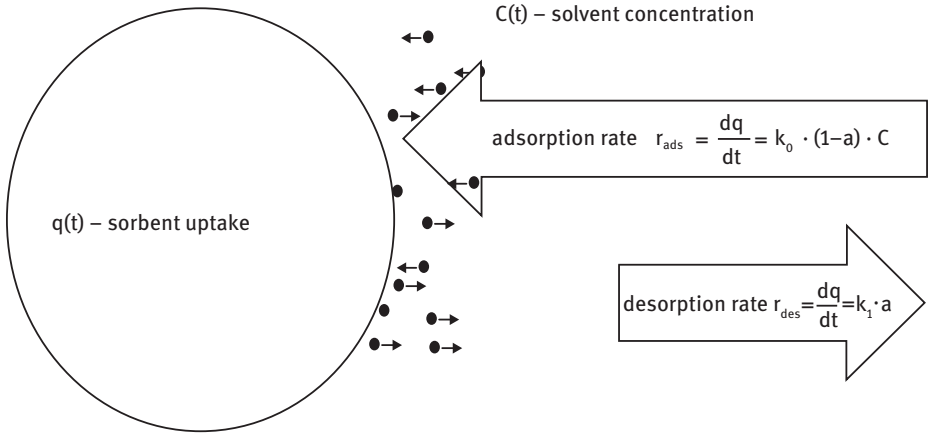 C(t) – solvent concentration
adsorption rate r_ads = dq/dt = k_0 · (1–a) · C
q(t) – sorbent uptake
desorption rate r_des = dq/dt = k_1 · a